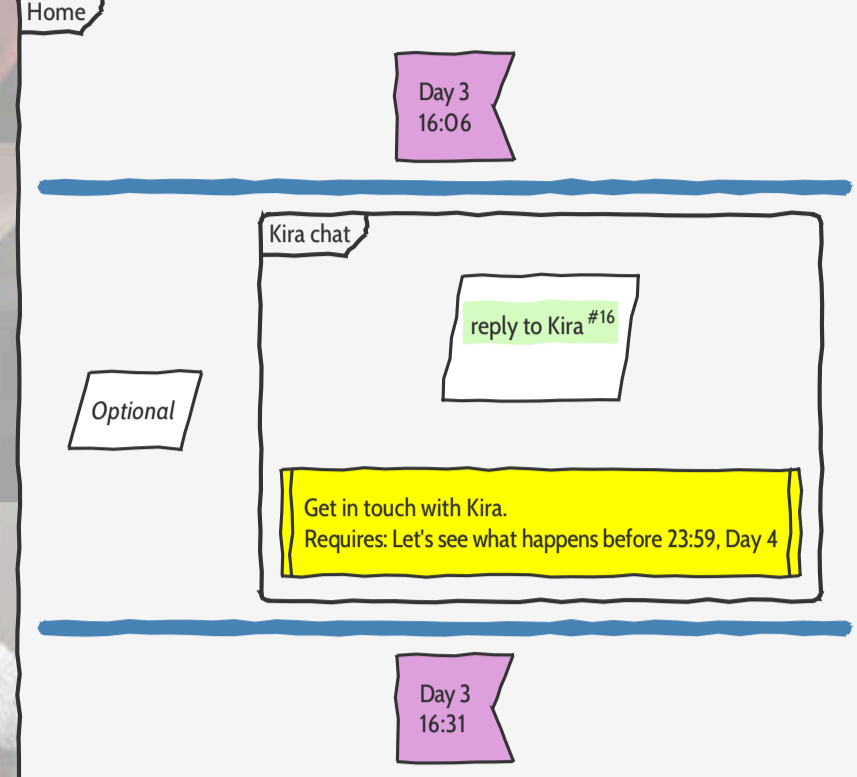 Home
Day 3
16:06
Kira chat
reply to Kira #16
Optional
Get in touch with Kira.
Requires: Let's see what happens before 23:59, Day 4
Day 3
16:31